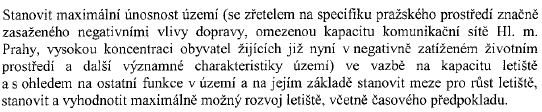 Stanovit maximální únosnost území (se zřetelem na specifiku pražského prostředí značně
zasaženého negativními vlivy dopravy, omezenou kapacitu komunikační sítě Hl. m.
Prahy, vysokou koncentraci obyvatel žijících již nyní v negativně zatíženém životním
prostředí a další významné charakteristiky území) ve vazbě na kapacitu letiště
a s ohledem na ostatní funkce v území a na jejím základě stanovit meze pro růst letiště,
stanovit a vyhodnotit maximálně možný rozvoj letiště, včetně časového předpokladu.